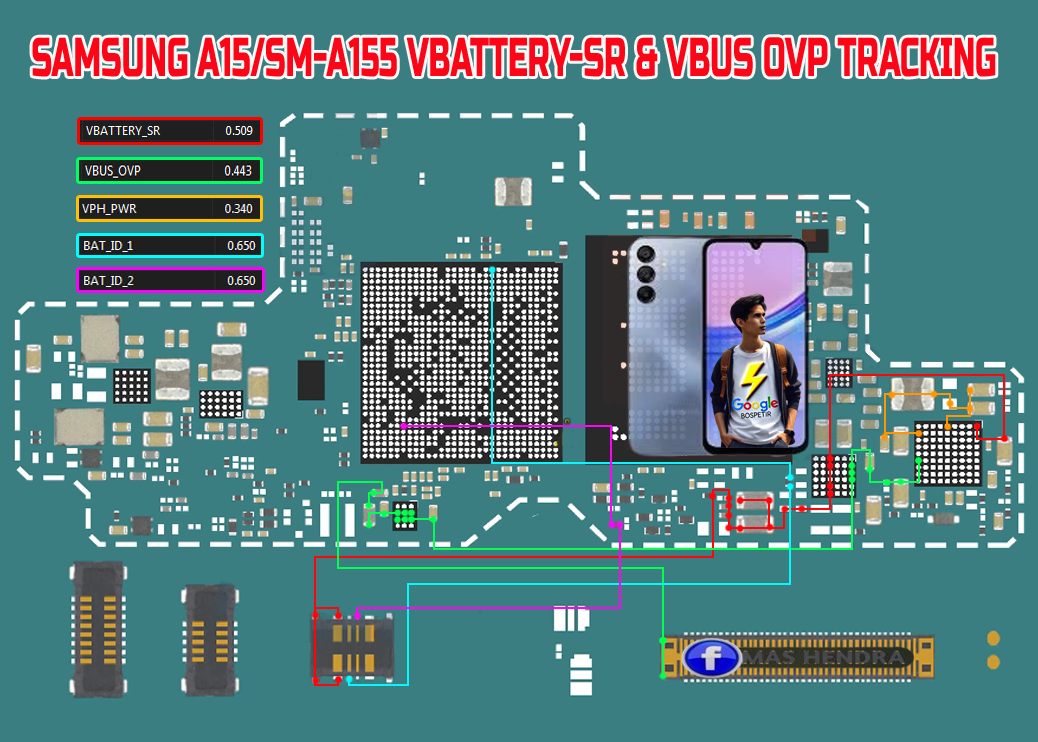 SAMSUNG A15/SM-A155 VBATTERY-SR & VBUS OVP TRACKING
VBATTERY_SR 0.509
VBUS_OVP 0.443
VPH_PWR 0.340
BAT_ID_1 0.650
BAT_ID_2 0.650
Google
BOSPETIR
f MAS HENDRA